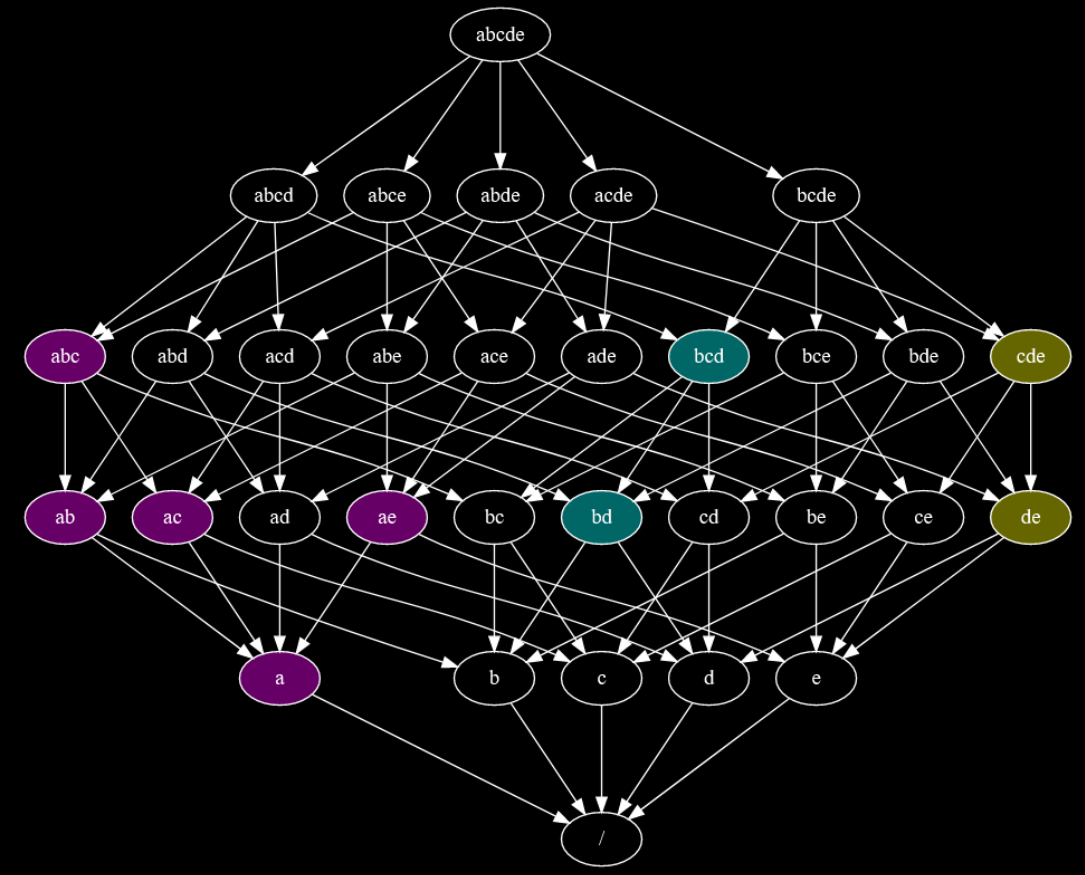 abcde
abcd abce abde acde bcde
abc abd acd abe ace ade bcd bce bde cde
ab ac ad ae bc bd cd be ce de
a b c d e
/